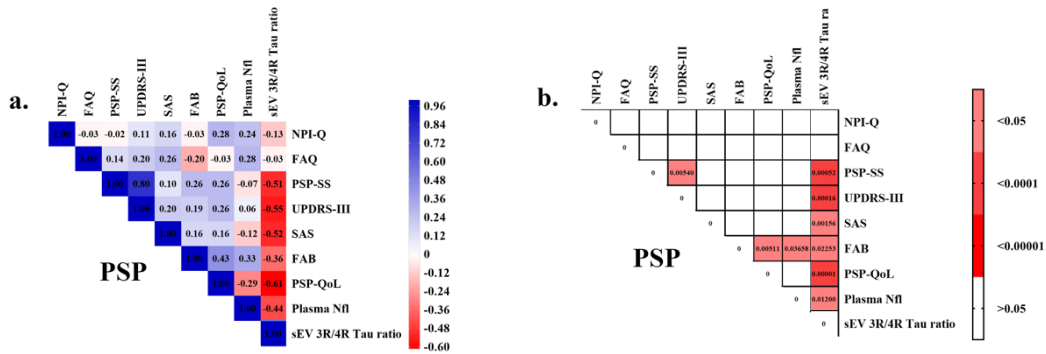 a.
NPI-Q
FAQ
PSP-SS
UPDRS-III
SAS
FAB
PSP-QoL
Plasma Nfl
sEV 3R/4R Tau ratio
1.00 -0.03 -0.02 0.11 0.16 -0.03 0.28 0.24 -0.13 NPI-Q
1.00 0.14 0.20 0.26 -0.20 -0.03 0.28 -0.03 FAQ
1.00 0.80 0.10 0.26 0.26 -0.07 -0.51 PSP-SS
1.00 0.20 0.19 0.26 0.06 -0.55 UPDRS-III
1.00 0.16 0.16 -0.12 -0.52 SAS
1.00 0.43 0.33 -0.36 FAB
1.00 -0.29 -0.61 PSP-QoL
1.00 -0.44 Plasma Nfl
1.00 sEV 3R/4R Tau ratio
PSP
0.96
0.84
0.72
0.60
0.48
0.36
0.24
0.12
0
-0.12
-0.24
-0.36
-0.48
-0.60
b.
NPI-Q
FAQ
PSP-SS
UPDRS-III
SAS
FAB
PSP-QoL
Plasma Nfl
sEV 3R/4R Tau ra
0 NPI-Q
0 FAQ
0 0.00540 0.00052 PSP-SS
0 0.00016 UPDRS-III
0 0.00156 SAS
0 0.00511 0.03658 0.02253 FAB
0 0.00001 PSP-QoL
0 0.01200 Plasma Nfl
0 sEV 3R/4R Tau ratio
PSP
<0.05
<0.0001
<0.00001
>0.05